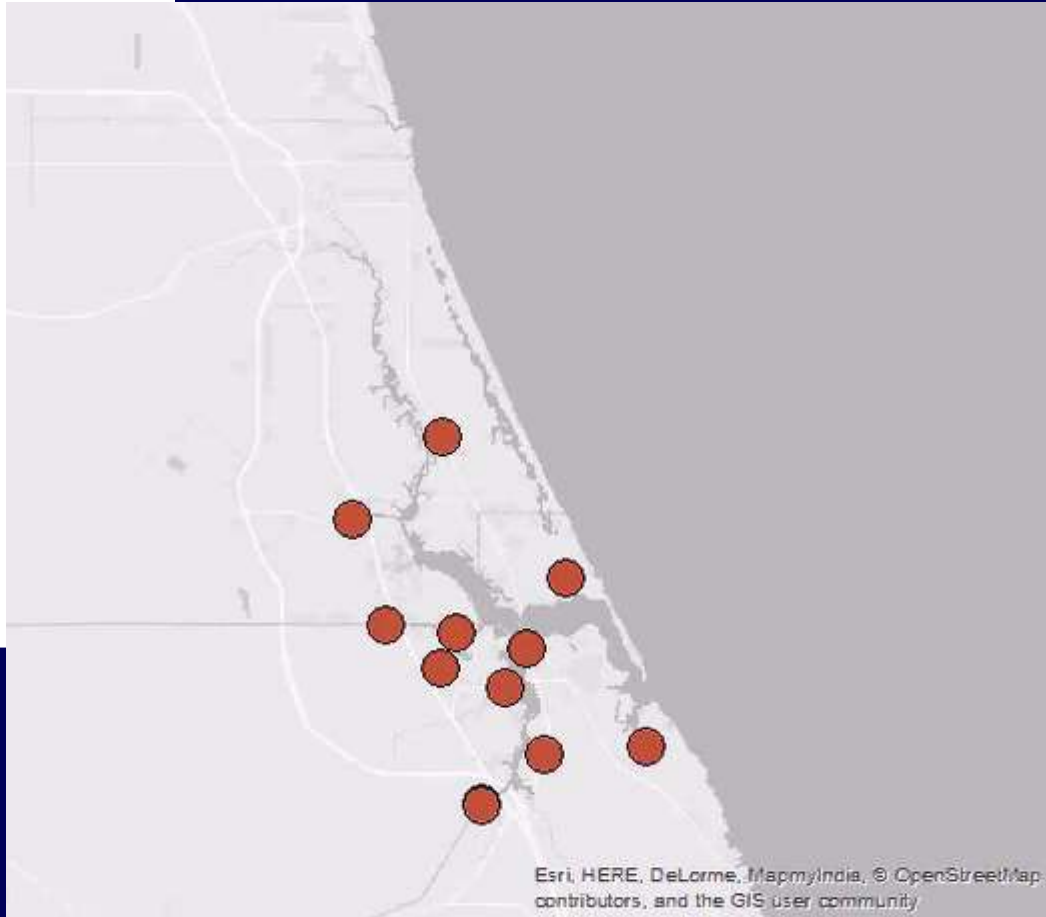 Esri, HERE, DeLorme, MapmyIndia, © OpenStreetMap
contributors, and the GIS user community